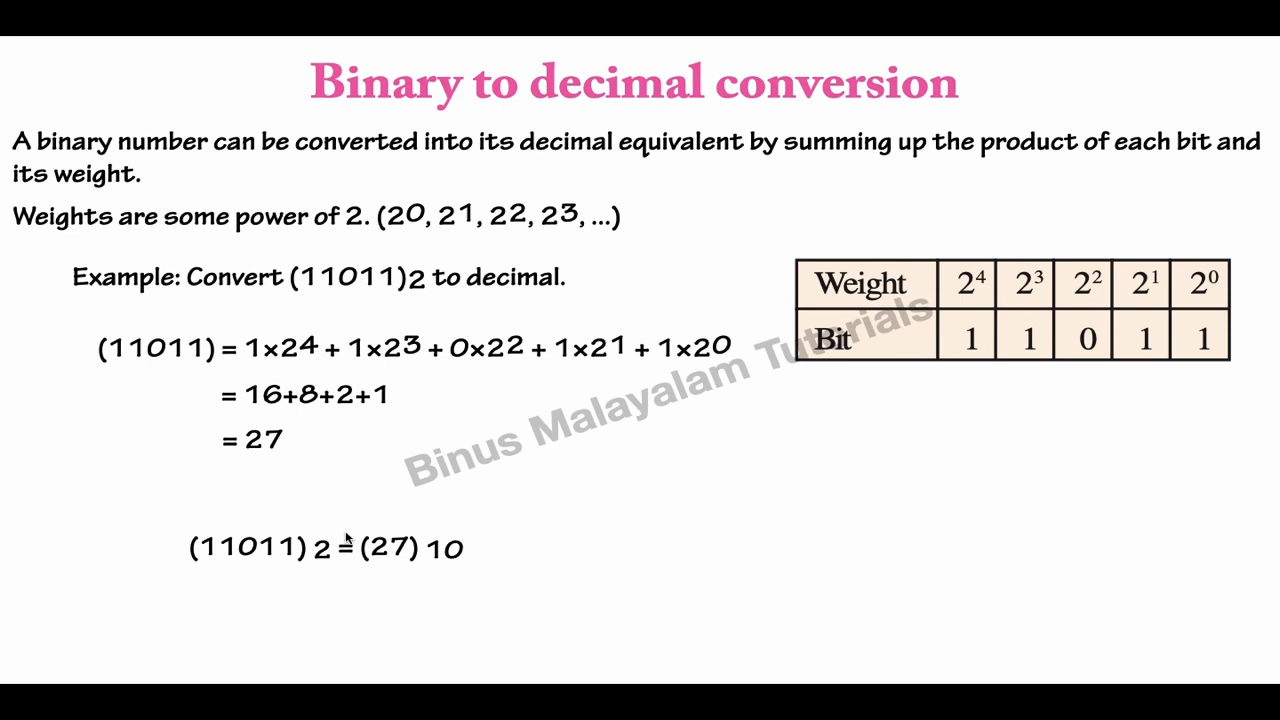 Binary to decimal conversion
A binary number can be converted into its decimal equivalent by summing up the product of each bit and
its weight.
Weights are some power of 2. (20, 21, 22, 23, ...)
Example: Convert (11011)2 to decimal.
Weight 2⁴ 2³ 2² 2¹ 2⁰
Bit 1 1 0 1 1
(11011) = 1×24 + 1×23 + 0×22 + 1×21 + 1×20
= 16+8+2+1
= 27
Binus Malayalam Tutorials
(11011) 2 = (27) 10